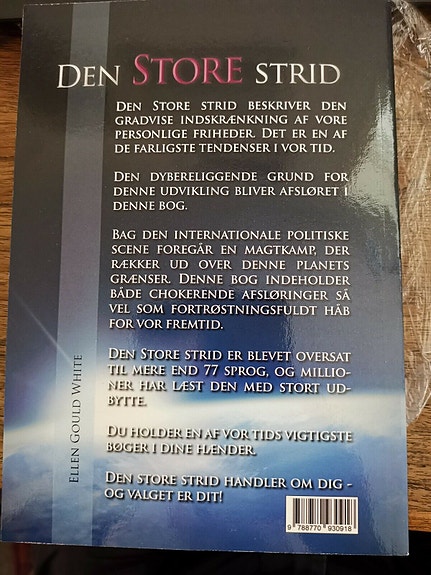 DEN STORE STRID
DEN STORE STRID BESKRIVER DEN
GRADVISE INDSKRÆNKNING AF VORE
PERSONLIGE FRIHEDER. DET ER EN AF
DE FARLIGSTE TENDENSER I VOR TID.
DEN DYBERELIGGENDE GRUND FOR
DENNE UDVIKLING BLIVER AFSLØRET I
DENNE BOG.
BAG DEN INTERNATIONALE POLITISKE
SCENE FOREGÅR EN MAGTKAMP, DER
RÆKKER UD OVER DENNE PLANETS
GRÆNSER. DENNE BOG INDEHOLDER
BÅDE CHOKERENDE AFSLØRINGER SÅ
VEL SOM FORTRØSTNINGSFULDT HÅB
FOR VOR FREMTID.
DEN STORE STRID ER BLEVET OVERSAT
TIL MERE END 77 SPROG, OG MILLIO-
NER HAR LÆST DEN MED STORT UD-
BYTTE.
DU HOLDER EN AF VOR TIDS VIGTIGSTE
BØGER I DINE HÆNDER.
DEN STORE STRID HANDLER OM DIG -
OG VALGET ER DIT!
ELLEN GOULD WHITE
9 788770 930918